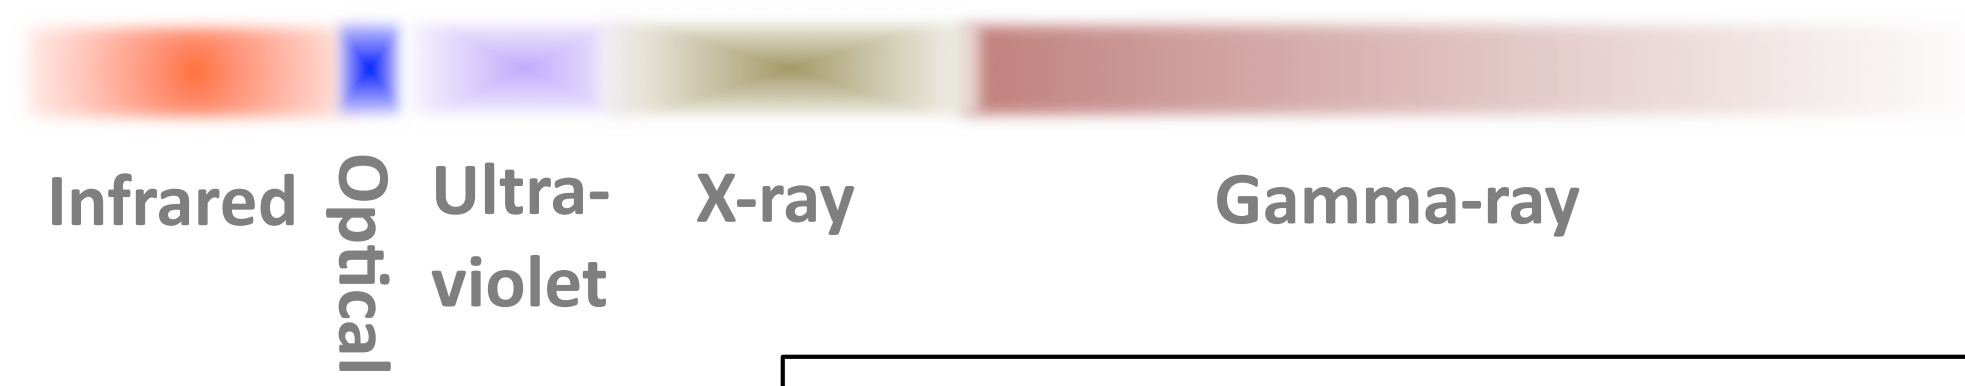 Infrared
Optical
Ultra-
violet
X-ray
Gamma-ray